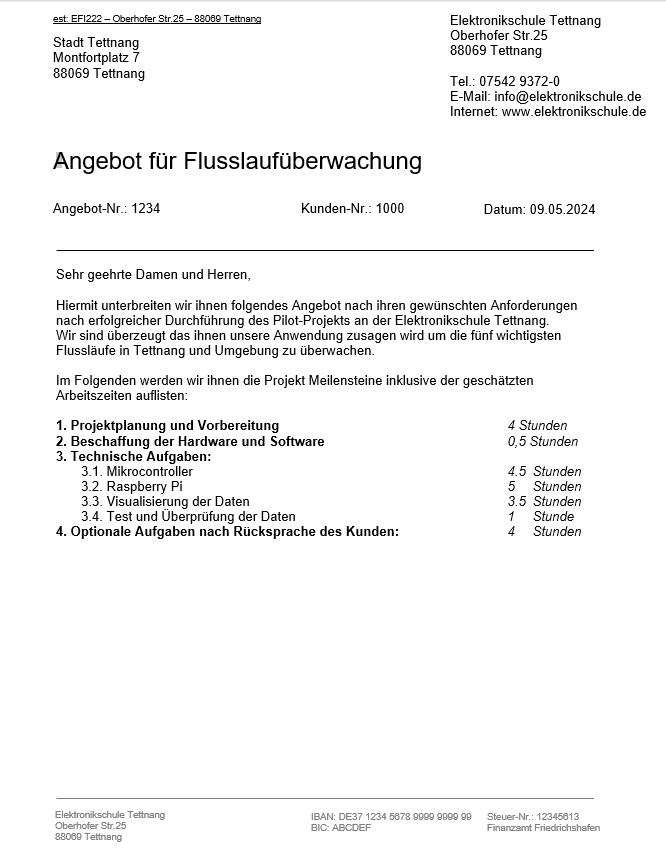 est: EFI222 – Oberhofer Str.25 – 88069 Tettnang
Stadt Tettnang
Montfortplatz 7
88069 Tettnang
Elektronikschule Tettnang
Oberhofer Str.25
88069 Tettnang
Tel.: 07542 9372-0
E-Mail: info@elektronikschule.de
Internet: www.elektronikschule.de
Angebot für Flusslaufüberwachung
Angebot-Nr.: 1234 Kunden-Nr.: 1000 Datum: 09.05.2024
Sehr geehrte Damen und Herren,
Hiermit unterbreiten wir ihnen folgendes Angebot nach ihren gewünschten Anforderungen
nach erfolgreicher Durchführung des Pilot-Projekts an der Elektronikschule Tettnang.
Wir sind überzeugt das ihnen unsere Anwendung zusagen wird um die fünf wichtigsten
Flussläufe in Tettnang und Umgebung zu überwachen.
Im Folgenden werden wir ihnen die Projekt Meilensteine inklusive der geschätzten
Arbeitszeiten auflisten:
1. Projektplanung und Vorbereitung 4 Stunden
2. Beschaffung der Hardware und Software 0,5 Stunden
3. Technische Aufgaben:
3.1. Mikrocontroller 4.5 Stunden
3.2. Raspberry Pi 5 Stunden
3.3. Visualisierung der Daten 3.5 Stunden
3.4. Test und Überprüfung der Daten 1 Stunde
4. Optionale Aufgaben nach Rücksprache des Kunden: 4 Stunden
Elektronikschule Tettnang
Oberhofer Str.25
88069 Tettnang
IBAN: DE37 1234 5678 9999 9999 99
BIC: ABCDEF
Steuer-Nr.: 12345613
Finanzamt Friedrichshafen